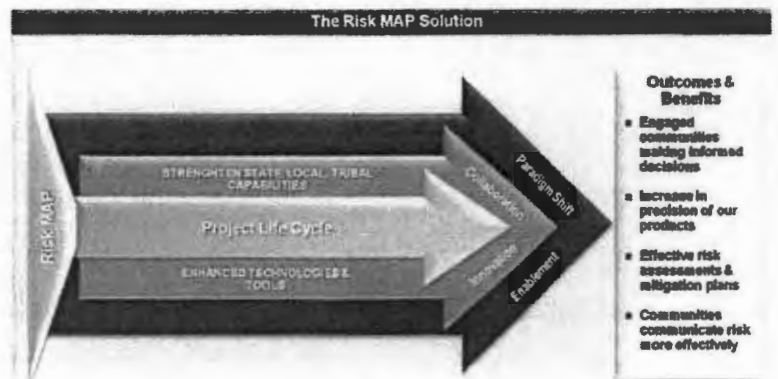 The Risk MAP Solution
Risk MAP
STRENGHTEN STATE, LOCAL, TRIBAL
CAPABILITIES
Project Life Cycle
ENHANCED TECHNOLOGIES &
TOOLS
Collaboration
Innovation
Paradigm Shift
Enablement
Outcomes &
Benefits
▪ Engaged
communities
making informed
decisions
▪ Increase in
precision of our
products
▪ Effective risk
assessments &
mitigation plans
▪ Communities
communicate risk
more effectively